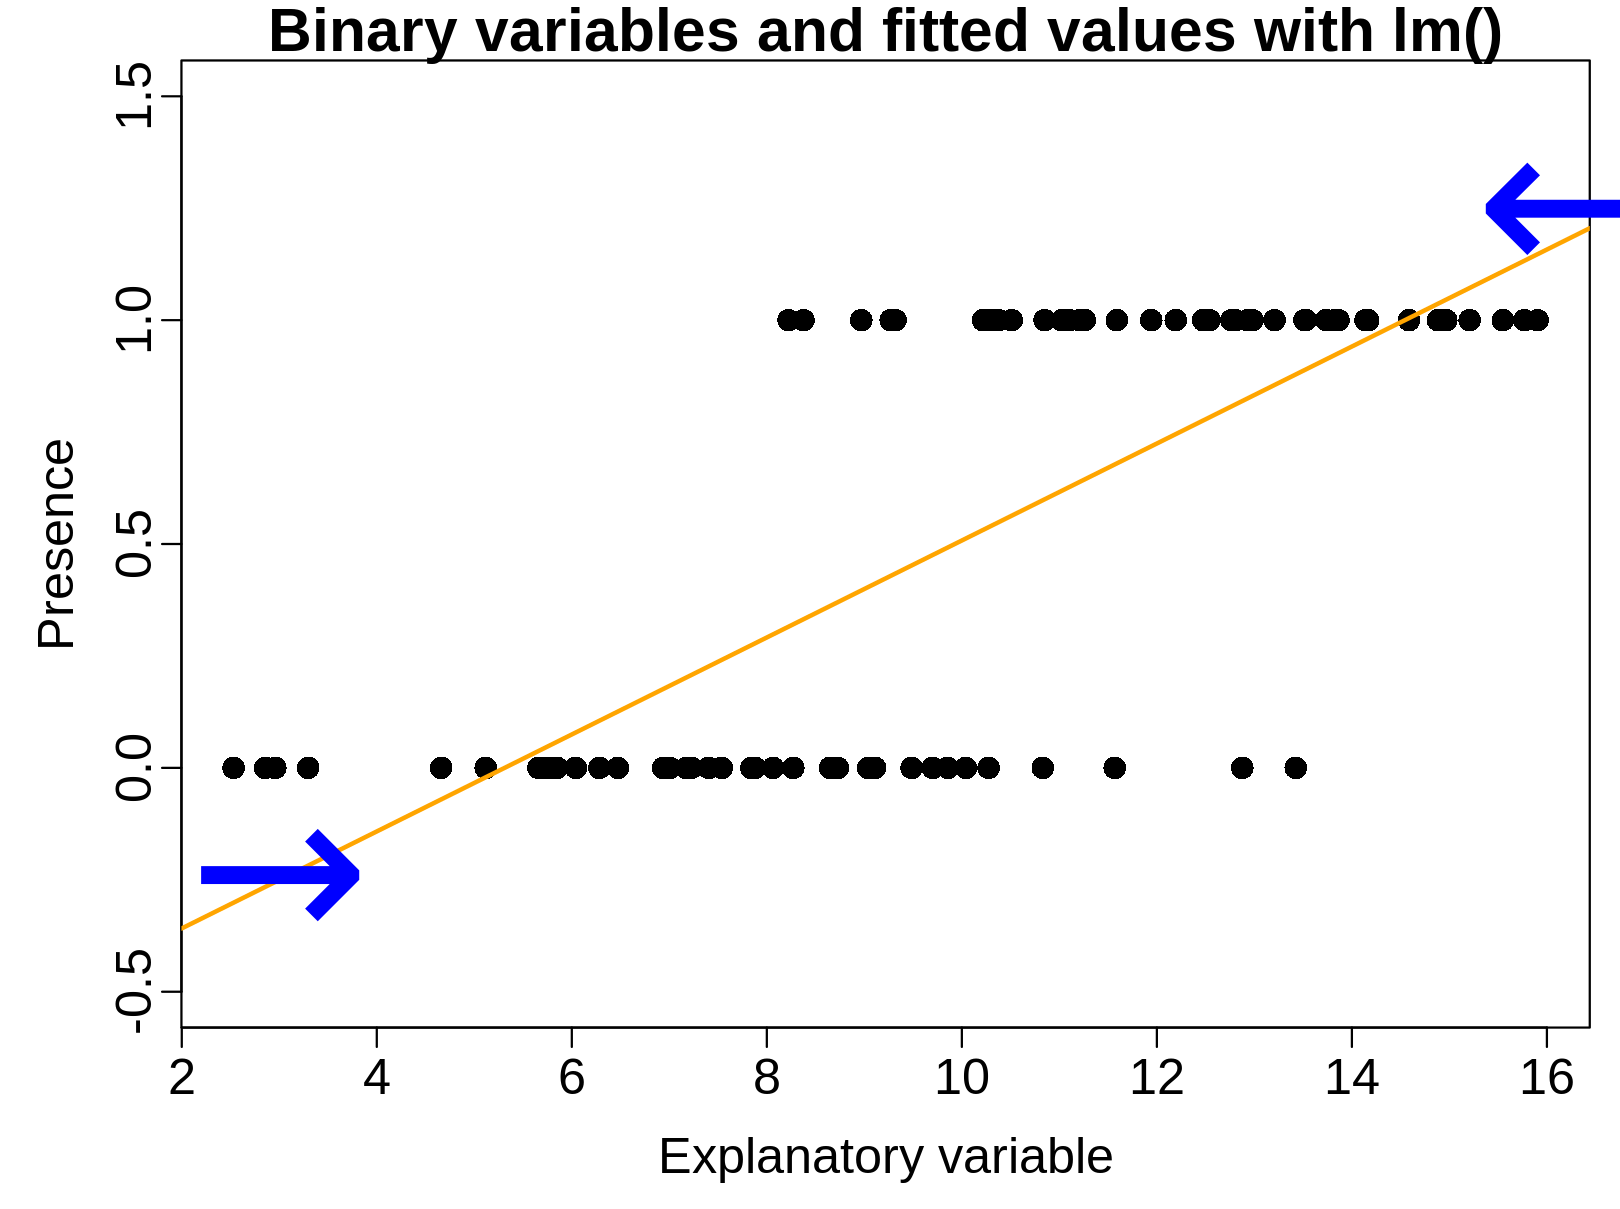 Binary variables and fitted values with lm()
1.5
1.0
0.5
0.0
-0.5
Presence
2 4 6 8 10 12 14 16
Explanatory variable